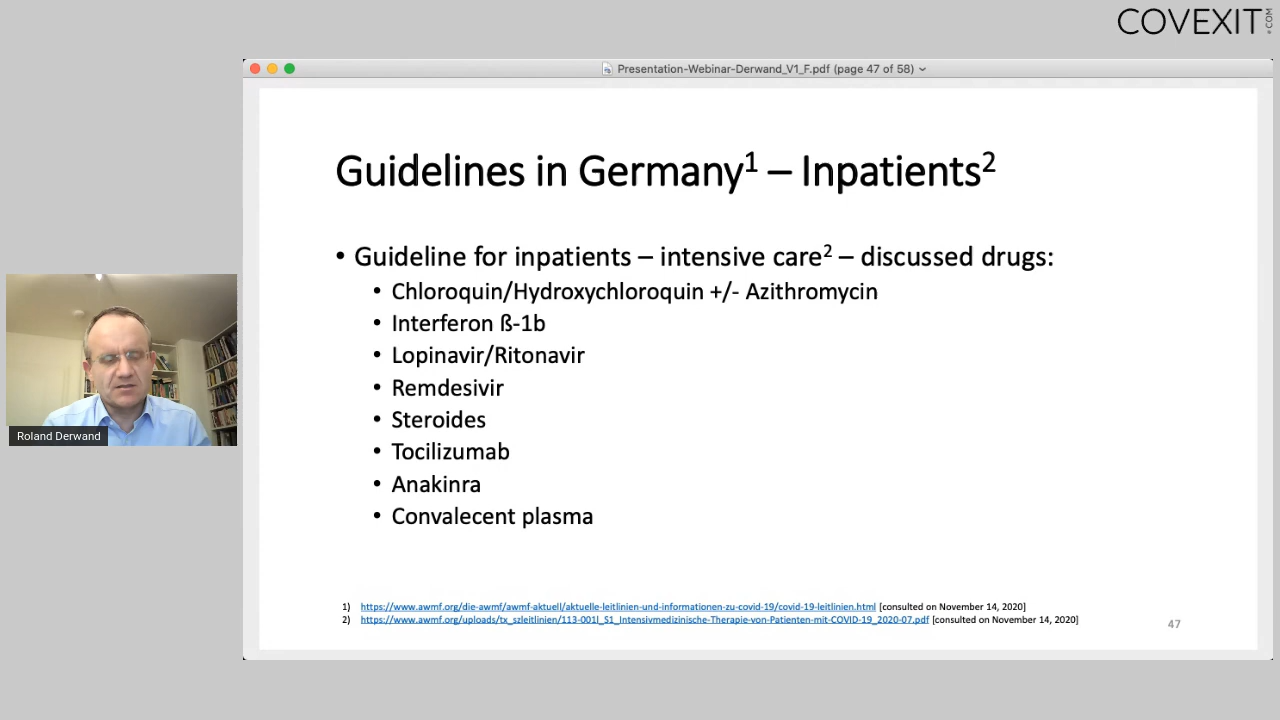 COVEXIT.COM
Presentation-Webinar-Derwand_V1_F.pdf (page 47 of 58)
Guidelines in Germany1 – Inpatients2
• Guideline for inpatients – intensive care2 – discussed drugs:
• Chloroquin/Hydroxychloroquin +/- Azithromycin
• Interferon ß-1b
• Lopinavir/Ritonavir
• Remdesivir
• Steroides
• Tocilizumab
• Anakinra
• Convalecent plasma
Roland Derwand
1) https://www.awmf.org/die-awmf/awmf-aktuell/aktuelle-leitlinien-und-informationen-zu-covid-19/covid-19-leitlinien.html [consulted on November 14, 2020]
2) https://www.awmf.org/uploads/tx_szleitlinien/113-001l_S1_Intensivmedizinische-Therapie-von-Patienten-mit-COVID-19_2020-07.pdf [consulted on November 14, 2020]
47